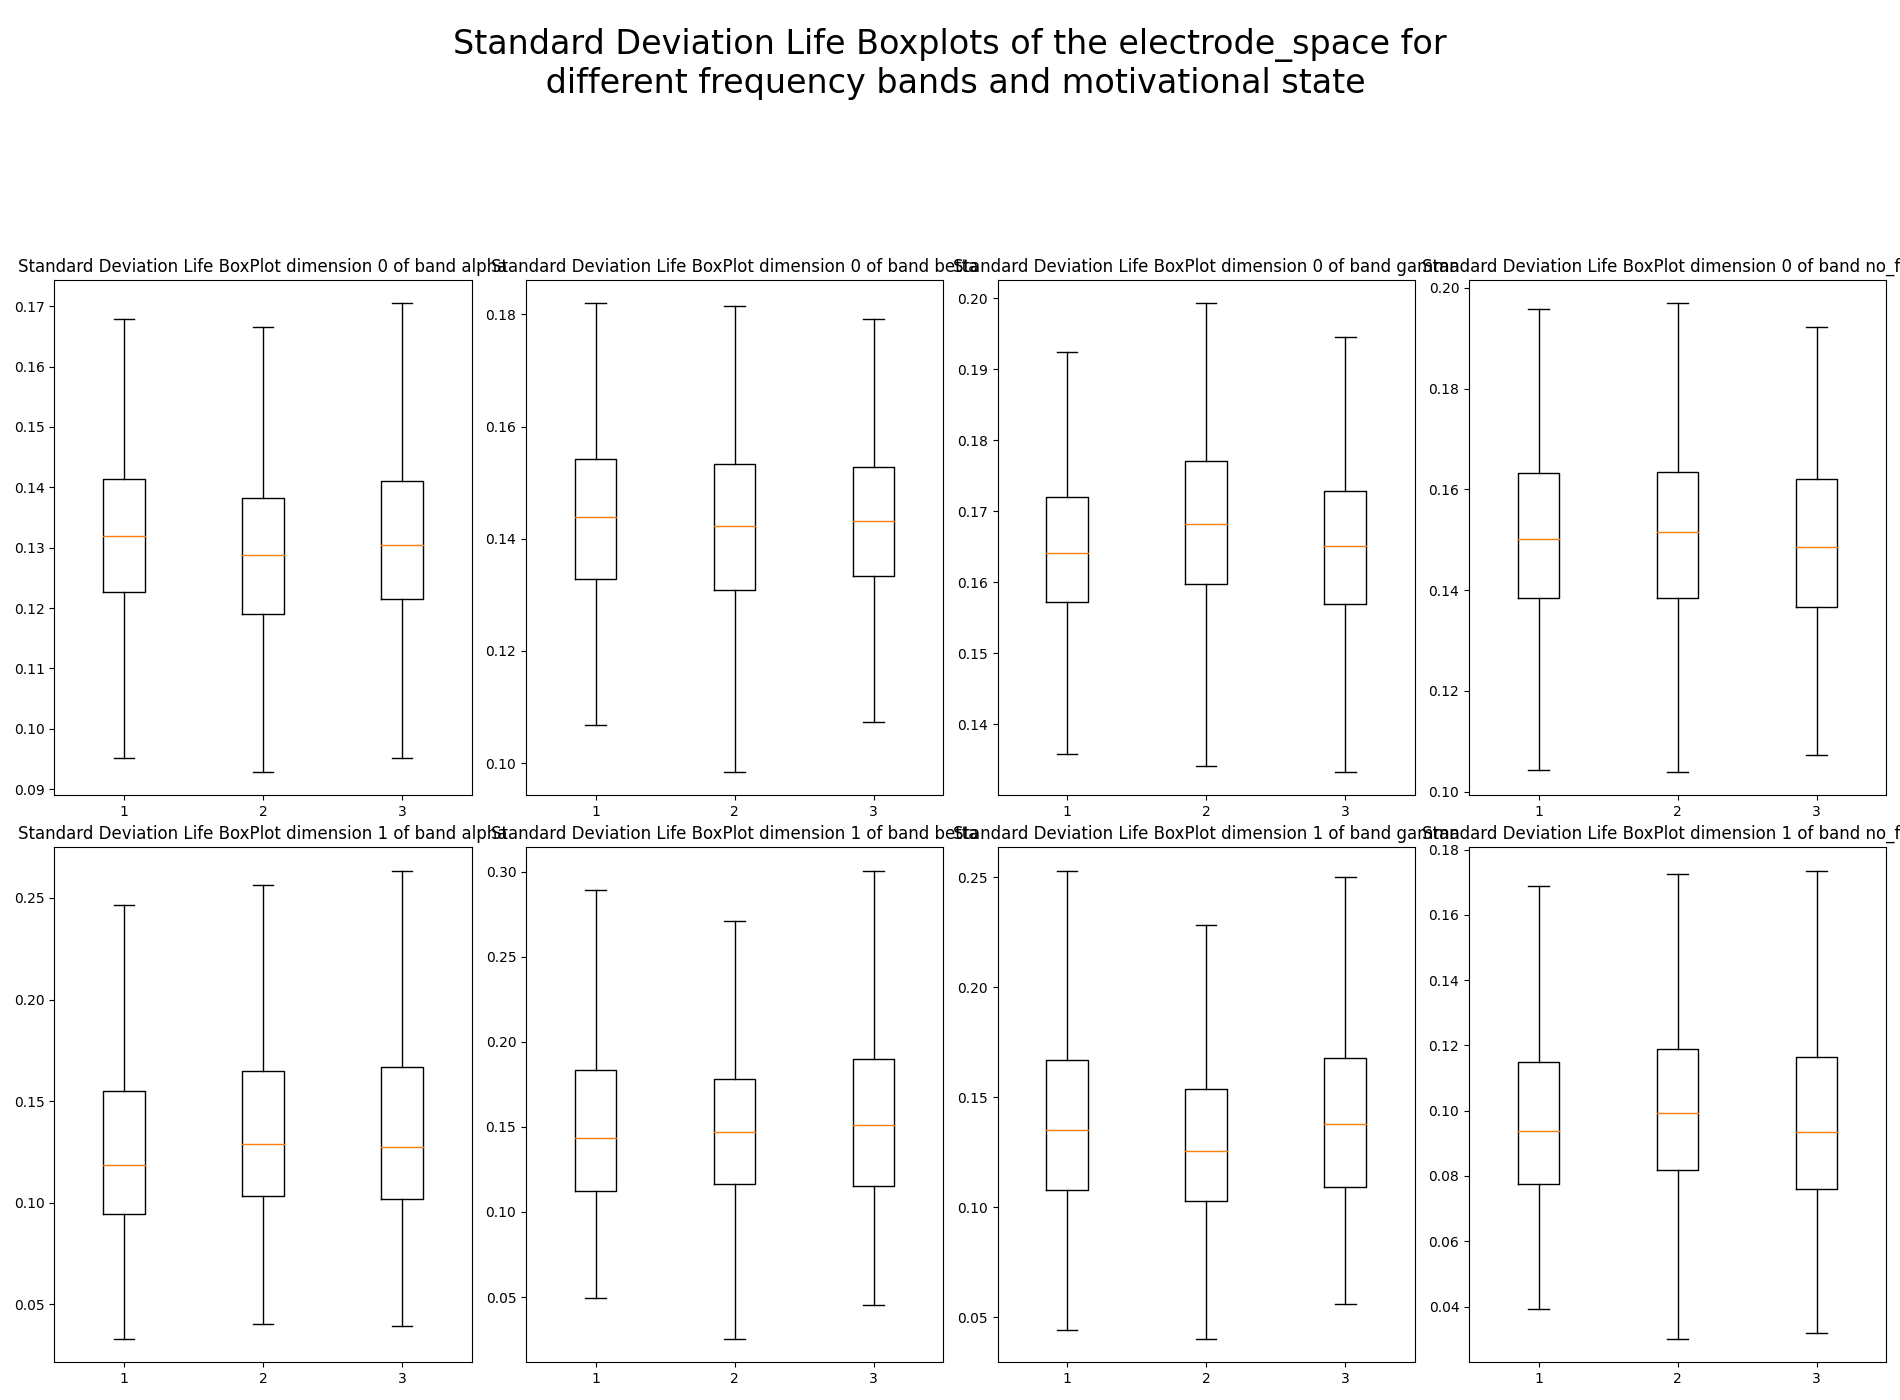 Standard Deviation Life Boxplots of the electrode_space for
different frequency bands and motivational state
Standard Deviation Life BoxPlot dimension 0 of band alpha
Standard Deviation Life BoxPlot dimension 0 of band betta
Standard Deviation Life BoxPlot dimension 0 of band gamma
Standard Deviation Life BoxPlot dimension 0 of band no_f
0.17
0.16
0.15
0.14
0.13
0.12
0.11
0.10
0.09
1 2 3
0.18
0.16
0.14
0.12
0.10
1 2 3
0.20
0.19
0.18
0.17
0.16
0.15
0.14
1 2 3
0.20
0.18
0.16
0.14
0.12
0.10
1 2 3
Standard Deviation Life BoxPlot dimension 1 of band alpha
Standard Deviation Life BoxPlot dimension 1 of band betta
Standard Deviation Life BoxPlot dimension 1 of band gamma
Standard Deviation Life BoxPlot dimension 1 of band no_f
0.25
0.20
0.15
0.10
0.05
1 2 3
0.30
0.25
0.20
0.15
0.10
0.05
1 2 3
0.25
0.20
0.15
0.10
0.05
1 2 3
0.18
0.16
0.14
0.12
0.10
0.08
0.06
0.04
1 2 3